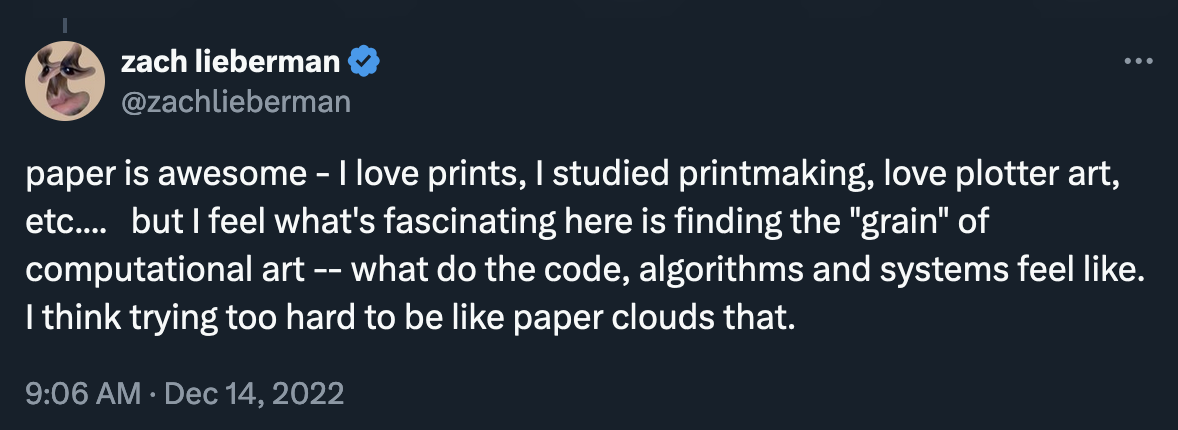 zach lieberman
@zachlieberman
paper is awesome - I love prints, I studied printmaking, love plotter art,
etc....   but I feel what's fascinating here is finding the "grain" of
computational art -- what do the code, algorithms and systems feel like.
I think trying too hard to be like paper clouds that.
9:06 AM · Dec 14, 2022